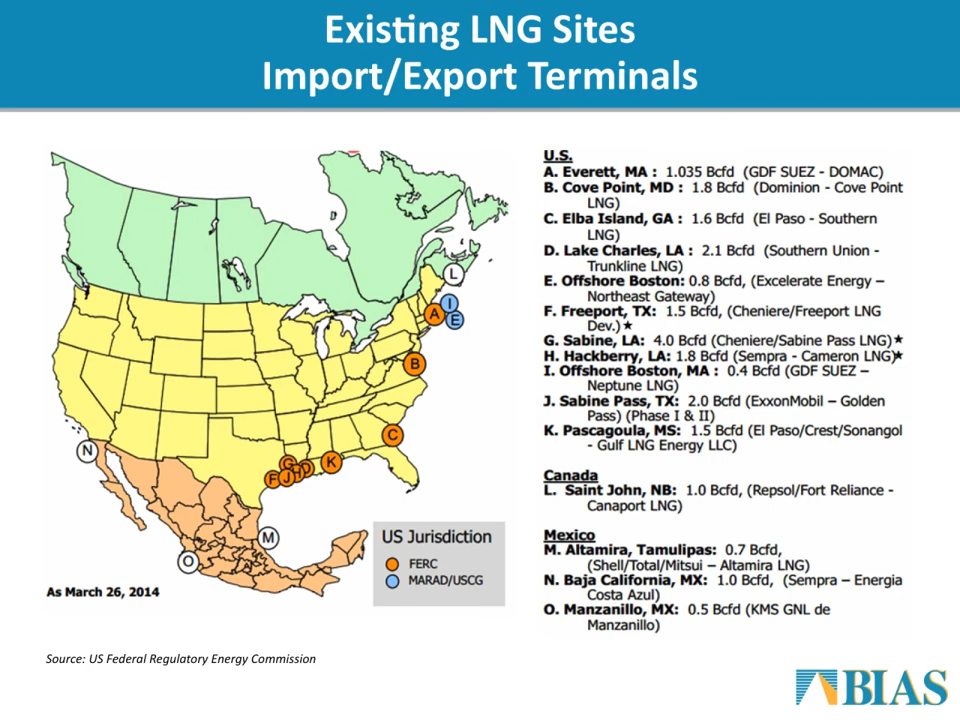 Existing LNG Sites
Import/Export Terminals
U.S.
A. Everett, MA : 1.035 Bcfd (GDF SUEZ - DOMAC)
B. Cove Point, MD : 1.8 Bcfd (Dominion - Cove Point
LNG)
C. Elba Island, GA : 1.6 Bcfd (El Paso - Southern
LNG)
D. Lake Charles, LA : 2.1 Bcfd (Southern Union -
Trunkline LNG)
E. Offshore Boston: 0.8 Bcfd, (Excelerate Energy –
Northeast Gateway)
F. Freeport, TX: 1.5 Bcfd, (Cheniere/Freeport LNG
Dev.)★
G. Sabine, LA: 4.0 Bcfd (Cheniere/Sabine Pass LNG)★
H. Hackberry, LA: 1.8 Bcfd (Sempra - Cameron LNG)★
I. Offshore Boston, MA : 0.4 Bcfd (GDF SUEZ –
Neptune LNG)
J. Sabine Pass, TX: 2.0 Bcfd (ExxonMobil – Golden
Pass) (Phase I & II)
K. Pascagoula, MS: 1.5 Bcfd (El Paso/Crest/Sonangol
- Gulf LNG Energy LLC)
Canada
L. Saint John, NB: 1.0 Bcfd, (Repsol/Fort Reliance -
Canaport LNG)
Mexico
M. Altamira, Tamulipas: 0.7 Bcfd,
(Shell/Total/Mitsui – Altamira LNG)
N. Baja California, MX: 1.0 Bcfd, (Sempra – Energia
Costa Azul)
O. Manzanillo, MX: 0.5 Bcfd (KMS GNL de
Manzanillo)
L
I
A
E
B
C
N
K
G
D
H
F
J
M
O
US Jurisdiction
FERC
MARAD/USCG
As March 26, 2014
Source: US Federal Regulatory Energy Commission
BIAS